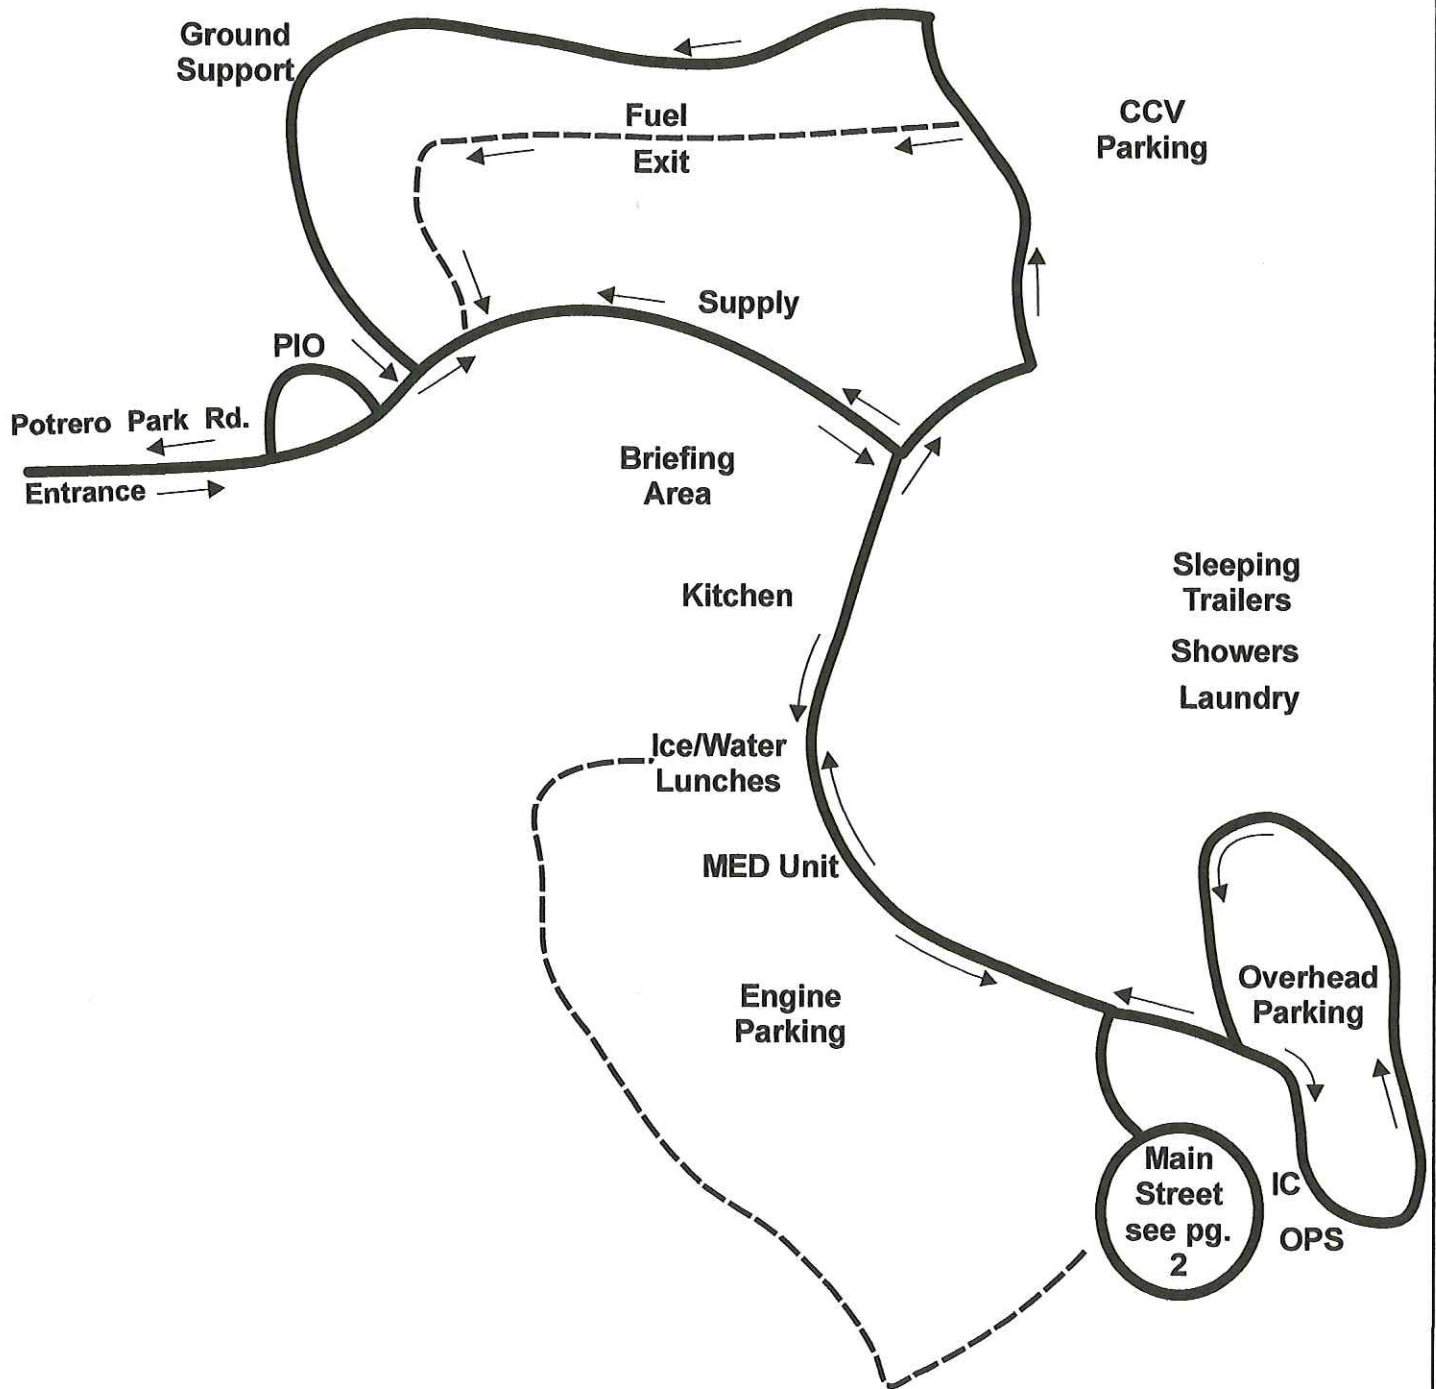 Ground
Support
Fuel
Exit
CCV
Parking
Supply
PIO
Potrero Park Rd.
Entrance
Briefing
Area
Kitchen
Sleeping
Trailers
Showers
Laundry
Ice/Water
Lunches
MED Unit
Engine
Parking
Overhead
Parking
Main
Street
see pg.
2
IC
OPS